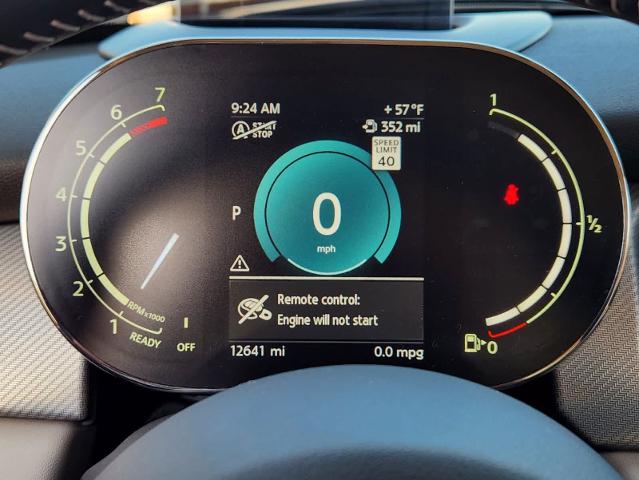 9:24 AM
+ 57°F
A START STOP
352 mi
SPEED
LIMIT
40
7
6
5
4
3
2
1
RPM x1000
READY
OFF
P
0
mph
Remote control:
Engine will not start
12641 mi
0.0 mpg
1
1/2
0